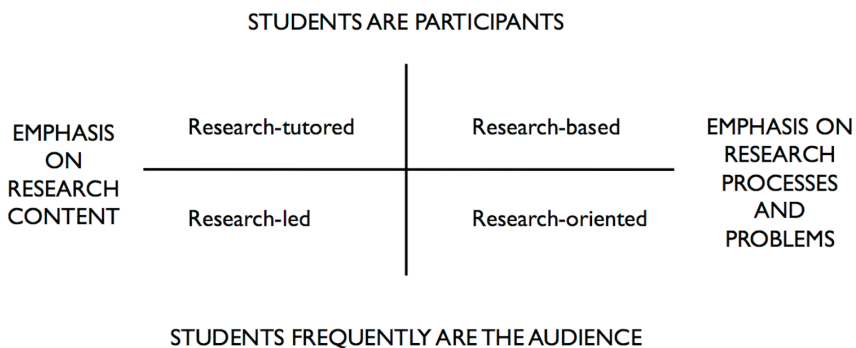 STUDENTS ARE PARTICIPANTS
EMPHASIS
ON
RESEARCH
CONTENT
Research-tutored
Research-based
EMPHASIS ON
RESEARCH
PROCESSES
AND
PROBLEMS
Research-led
Research-oriented
STUDENTS FREQUENTLY ARE THE AUDIENCE